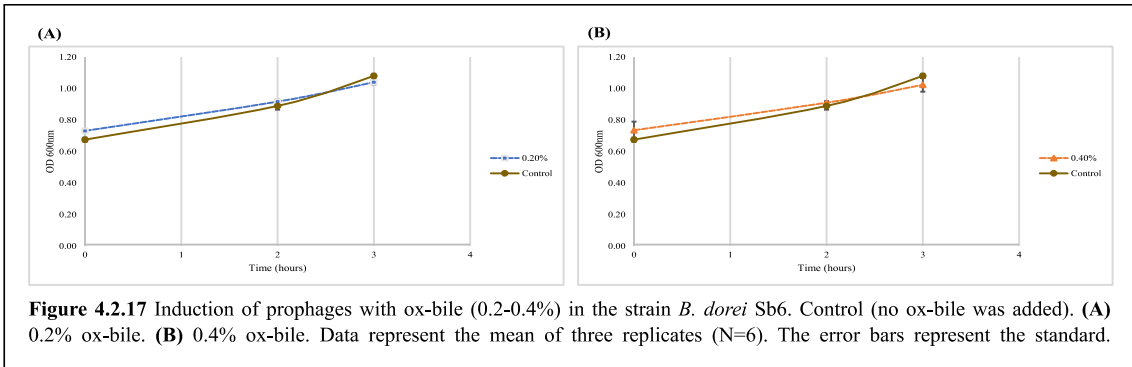 (A)
1.20
1.00
0.80
0.60
0.40
0.20
0.00
OD 600nm
0 1 2 3 4
Time (hours)
0.20%
Control
(B)
1.20
1.00
0.80
0.60
0.40
0.20
0.00
OD 600nm
0 1 2 3 4
Time (hours)
0.40%
Control
Figure 4.2.17 Induction of prophages with ox-bile (0.2-0.4%) in the strain B. dorei Sb6. Control (no ox-bile was added). (A)
0.2% ox-bile. (B) 0.4% ox-bile. Data represent the mean of three replicates (N=6). The error bars represent the standard.